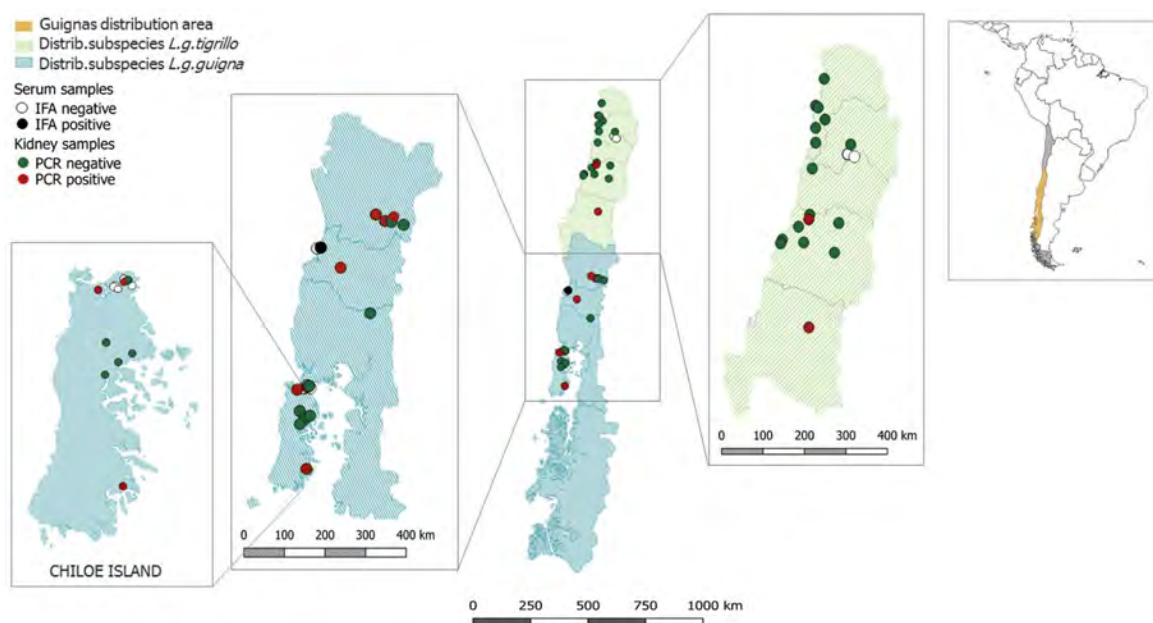 Guignas distribution area
Distrib.subspecies L.g.tigrillo
Distrib.subspecies L.g.guigna
Serum samples
IFA negative
IFA positive
Kidney samples
PCR negative
PCR positive
CHILOE ISLAND
0 100 200 300 400 km
0 100 200 300 400 km
0 250 500 750 1000 km